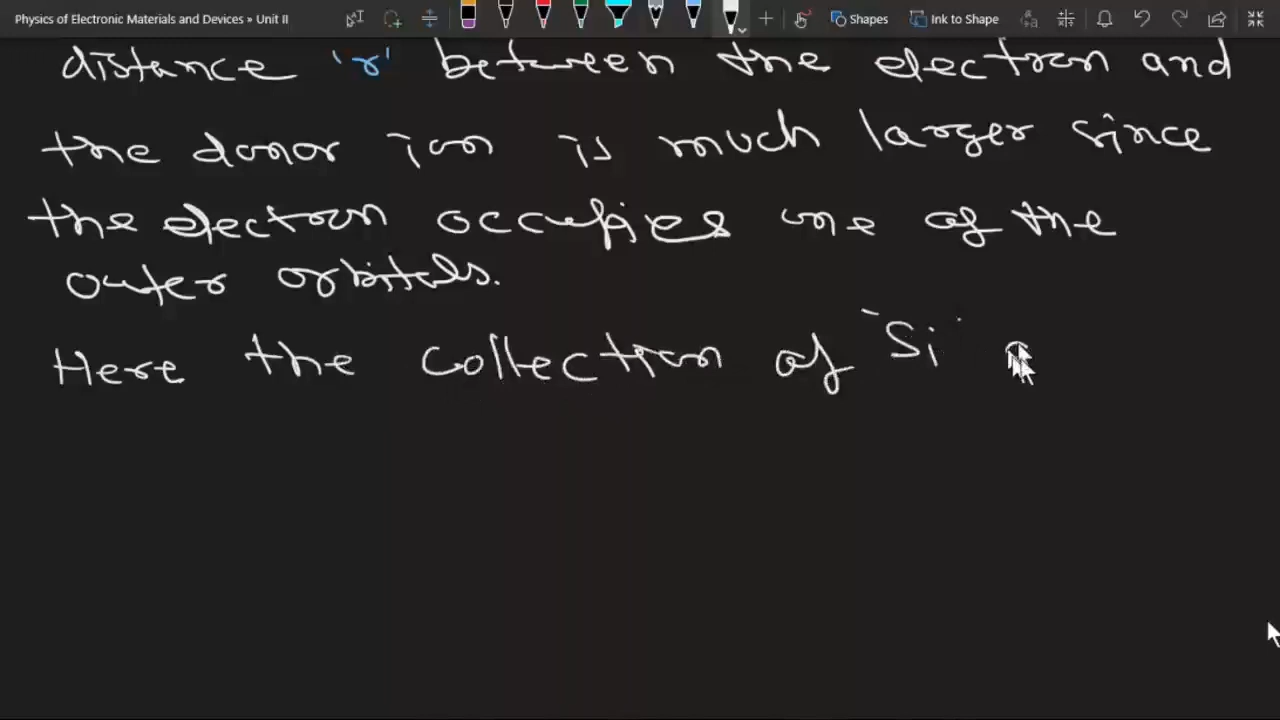 Physics of Electronic Materials and Devices » Unit II
Shapes
Ink to Shape
distance 'r' between the electron and
the donor ion is much larger since
the electron occupies one of the
outer orbitals.
Here the collection of Si